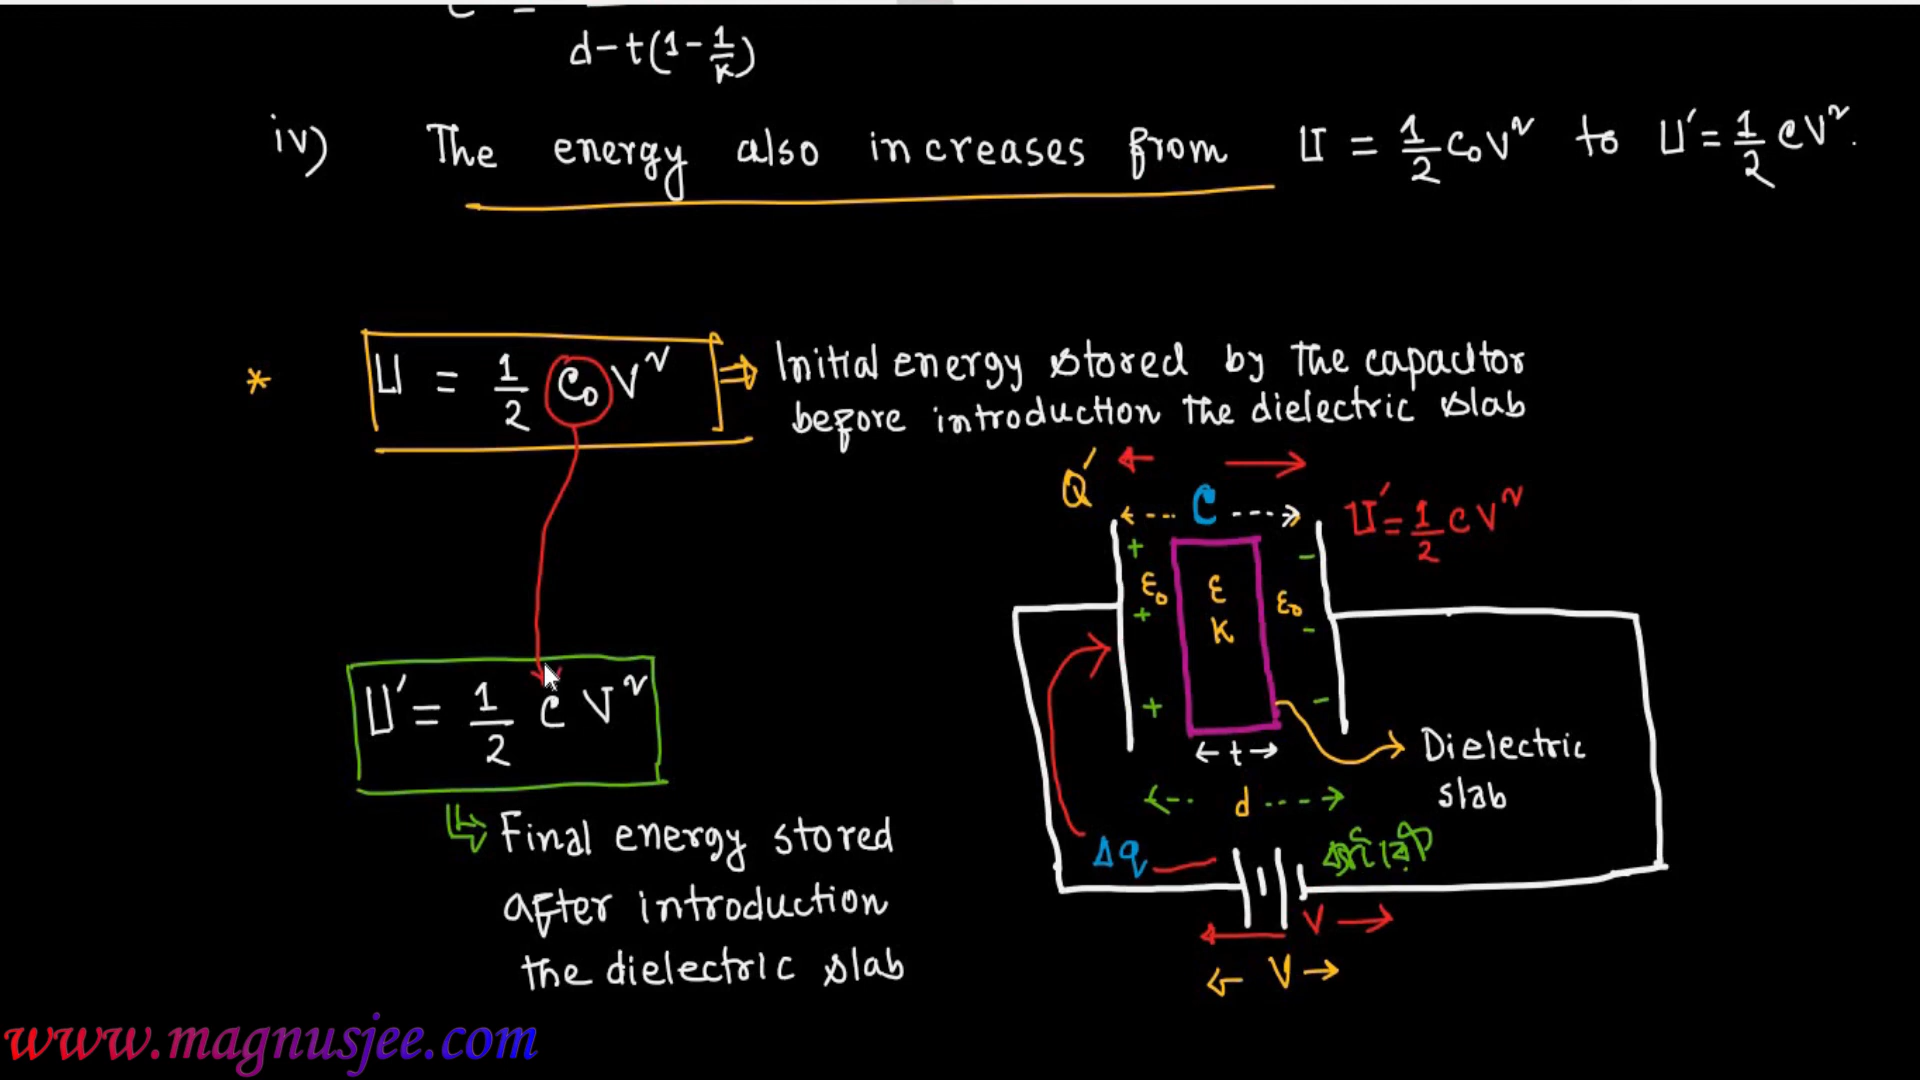 C =
d-t(1-1/K)
iv) The energy also increases from U = 1/2 C₀V² to U' = 1/2 CV².
* U = 1/2 C₀V² ⇒ Initial energy stored by the capacitor
before introduction the dielectric slab
Q'
C
U' = 1/2 CV²
+ -
ε₀ ε ε₀
+ K -
+ -
U' = 1/2 C V²
← t →
Dielectric
slab
d
Final energy stored
after introduction
the dielectric slab
Δq
V →
← V →
www.magnusjee.com